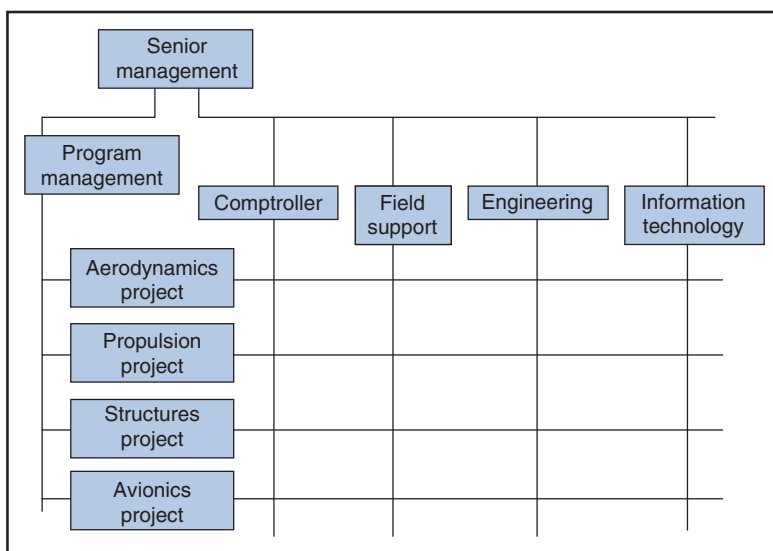 Senior
management
Program
management
Comptroller
Field
support
Engineering
Information
technology
Aerodynamics
project
Propulsion
project
Structures
project
Avionics
project